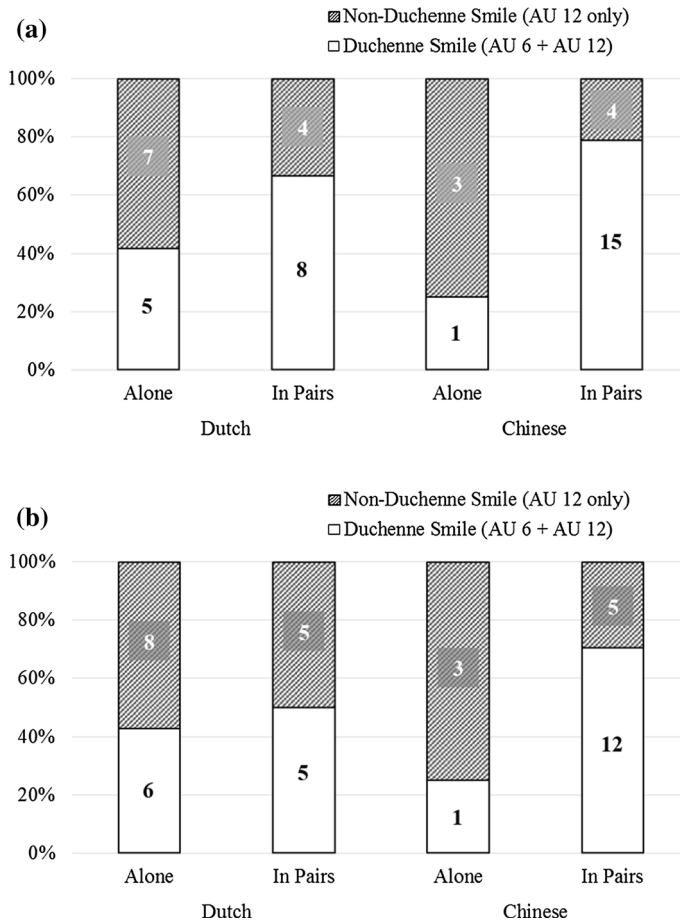 (a)
Non-Duchenne Smile (AU 12 only)
Duchenne Smile (AU 6 + AU 12)
100%
80%
60%
40%
20%
0%
7
5
4
8
3
1
4
15
Alone
In Pairs
Alone
In Pairs
Dutch
Chinese
(b)
Non-Duchenne Smile (AU 12 only)
Duchenne Smile (AU 6 + AU 12)
100%
80%
60%
40%
20%
0%
8
6
5
5
3
1
5
12
Alone
In Pairs
Alone
In Pairs
Dutch
Chinese